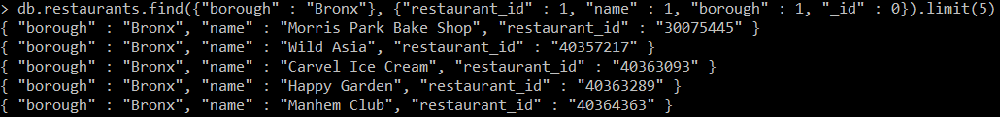 > db.restaurants.find({"borough" : "Bronx"}, {"restaurant_id" : 1, "name" : 1, "borough" : 1, "_id" : 0}).limit(5)
{ "borough" : "Bronx", "name" : "Morris Park Bake Shop", "restaurant_id" : "30075445" }
{ "borough" : "Bronx", "name" : "Wild Asia", "restaurant_id" : "40357217" }
{ "borough" : "Bronx", "name" : "Carvel Ice Cream", "restaurant_id" : "40363093" }
{ "borough" : "Bronx", "name" : "Happy Garden", "restaurant_id" : "40363289" }
{ "borough" : "Bronx", "name" : "Manhem Club", "restaurant_id" : "40364363" }